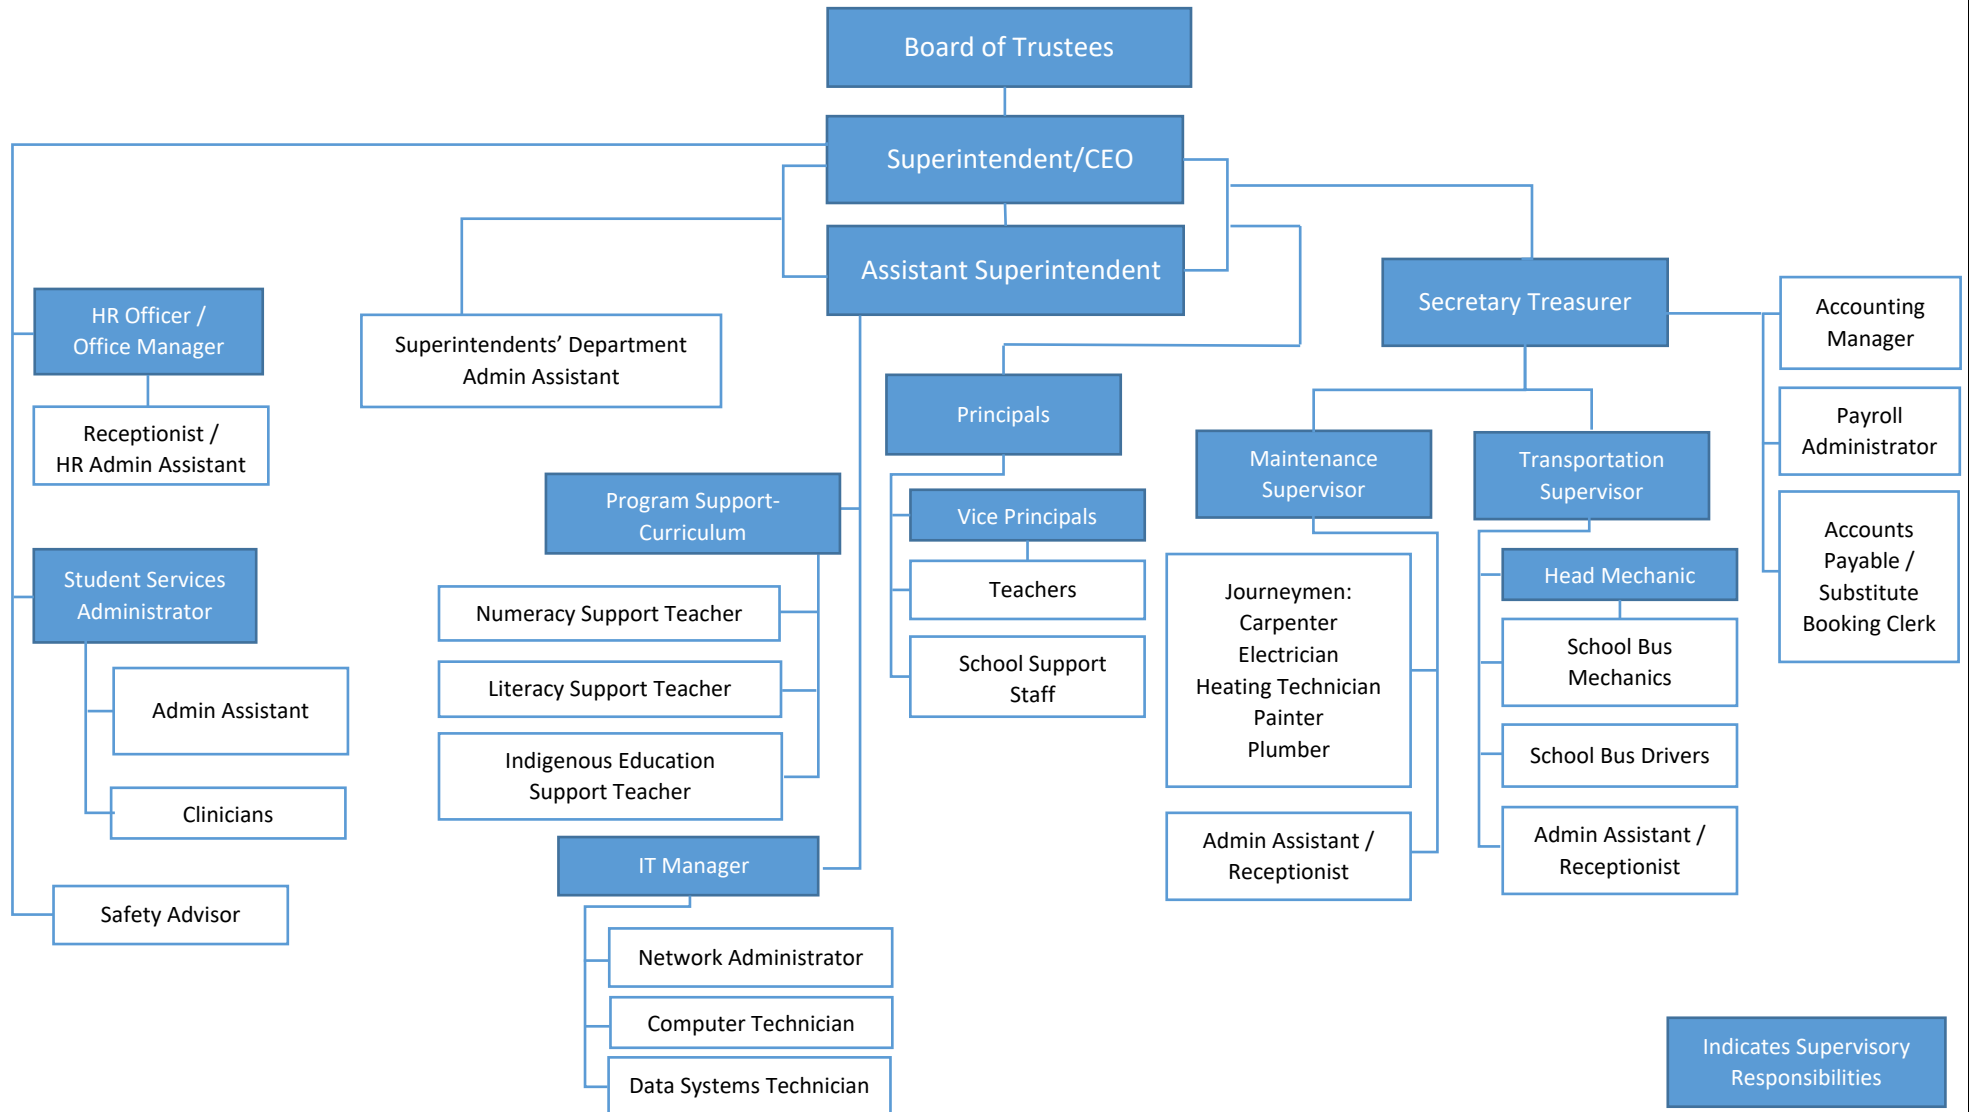 Board of Trustees
Superintendent/CEO
Assistant Superintendent
HR Officer /
Office Manager
Receptionist /
HR Admin Assistant
Student Services
Administrator
Admin Assistant
Clinicians
Safety Advisor
Superintendents’ Department
Admin Assistant
Program Support-
Curriculum
Numeracy Support Teacher
Literacy Support Teacher
Indigenous Education
Support Teacher
IT Manager
Network Administrator
Computer Technician
Data Systems Technician
Principals
Vice Principals
Teachers
School Support
Staff
Secretary Treasurer
Maintenance
Supervisor
Journeymen:
Carpenter
Electrician
Heating Technician
Painter
Plumber
Admin Assistant /
Receptionist
Transportation
Supervisor
Head Mechanic
School Bus
Mechanics
School Bus Drivers
Admin Assistant /
Receptionist
Accounting
Manager
Payroll
Administrator
Accounts
Payable /
Substitute
Booking Clerk
Indicates Supervisory
Responsibilities